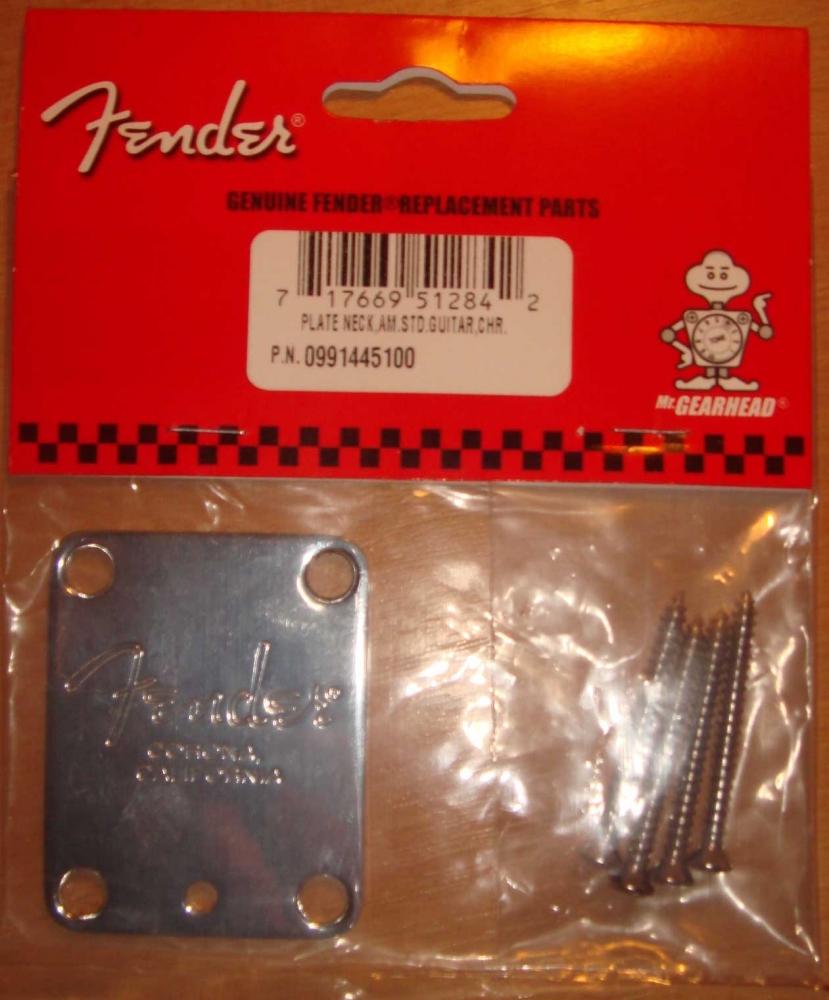 Fender®
GENUINE FENDER® REPLACEMENT PARTS
7 17669 51284 2
PLATE NECK,AM.STD.GUITAR,CHR.
P.N. 0991445100
TONE
Mr. GEARHEAD®
Fender®
CORONA,
CALIFORNIA